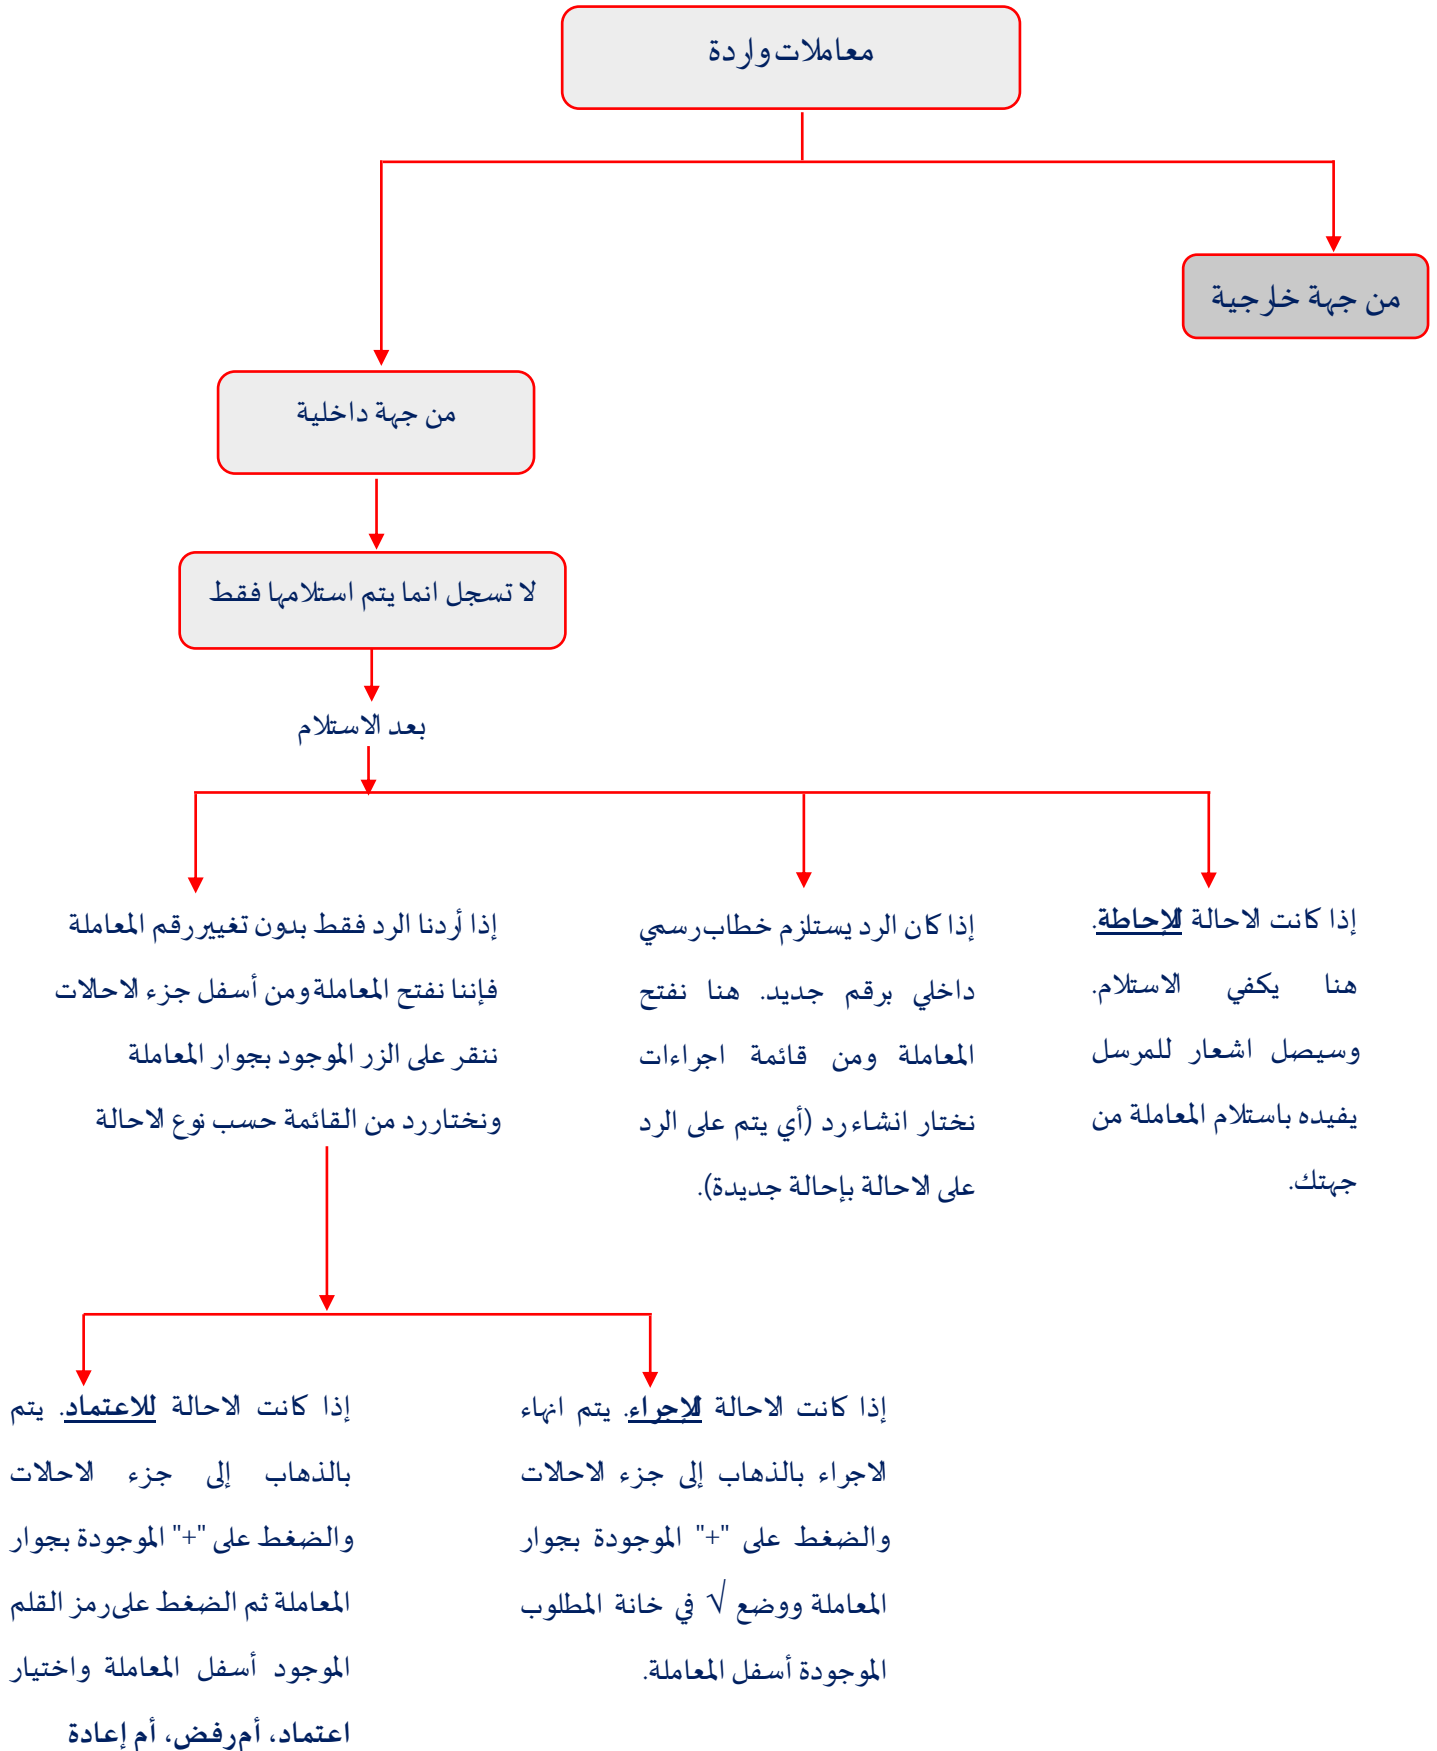 معاملات واردة
من جهة خارجية
من جهة داخلية
لا تسجل انما يتم استلامها فقط
بعد الاستلام
إذا كانت الاحالة للإحاطة.
هنا يكفي الاستلام.
وسيصل اشعار للمرسل
يفيده باستلام المعاملة من
جهتك.
إذا كان الرد يستلزم خطاب رسمي
داخلي برقم جديد. هنا نفتح
المعاملة ومن قائمة اجراءات
نختار انشاء رد (أي يتم على الرد
على الاحالة بإحالة جديدة).
إذا أردنا الرد فقط بدون تغيير رقم المعاملة
فإننا نفتح المعاملة ومن أسفل جزء الاحالات
ننقر على الزر الموجود بجوار المعاملة
ونختار رد من القائمة حسب نوع الاحالة
إذا كانت الاحالة للإجراء. يتم انهاء
الاجراء بالذهاب إلى جزء الاحالات
والضغط على "+" الموجودة بجوار
المعاملة ووضع √ في خانة المطلوب
الموجودة أسفل المعاملة.
إذا كانت الاحالة للاعتماد. يتم
بالذهاب إلى جزء الاحالات
والضغط على "+" الموجودة بجوار
المعاملة ثم الضغط على رمز القلم
الموجود أسفل المعاملة واختيار
اعتماد، أم رفض، أم إعادة